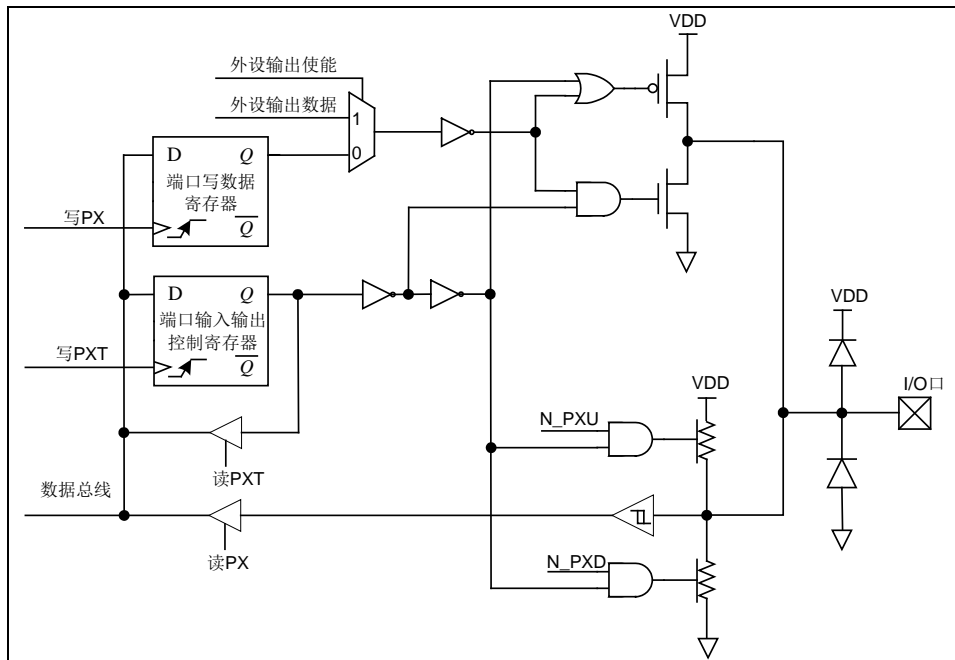 VDD
外设输出使能
外设输出数据
1
0
D
Q
端口写数据
寄存器
Q
写PX
D
Q
端口输入输出
控制寄存器
Q
写PXT
VDD
VDD
I/O口
N_PXU
读PXT
数据总线
读PX
N_PXD